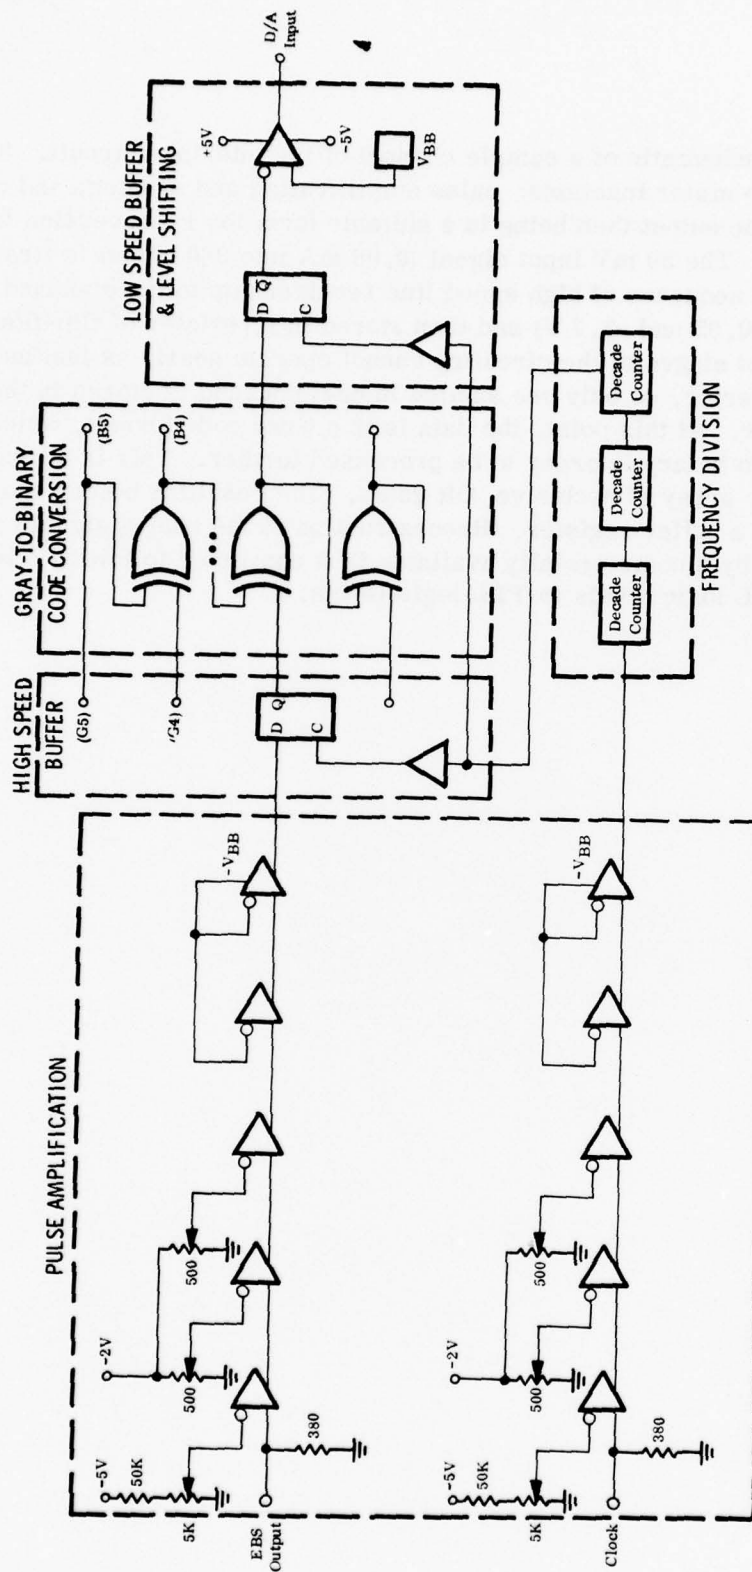 PULSE AMPLIFICATION
-5V
50K
5K
EBS
Output
380
-2V
500
500
-VBB
HIGH SPEED
BUFFER
D Q
C
GRAY-TO-BINARY
CODE CONVERSION
(G5)
(B5)
(G4)
(B4)
LOW SPEED BUFFER
& LEVEL SHIFTING
D Q
C
+5V
-5V
VBB
D/A
Input
-5V
50K
5K
Clock
380
-2V
500
500
-VBB
Decade
Counter
Decade
Counter
Decade
Counter
FREQUENCY DIVISION